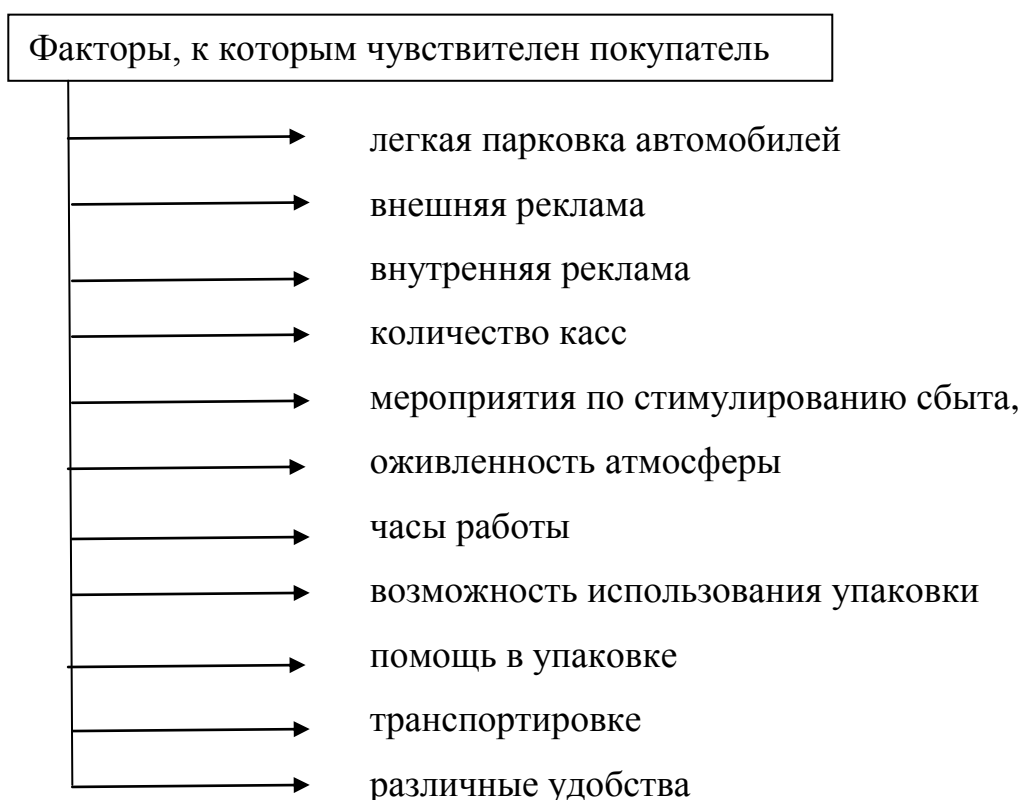 Факторы, к которым чувствителен покупатель
легкая парковка автомобилей
внешняя реклама
внутренняя реклама
количество касс
мероприятия по стимулированию сбыта,
оживленность атмосферы
часы работы
возможность использования упаковки
помощь в упаковке
транспортировке
различные удобства